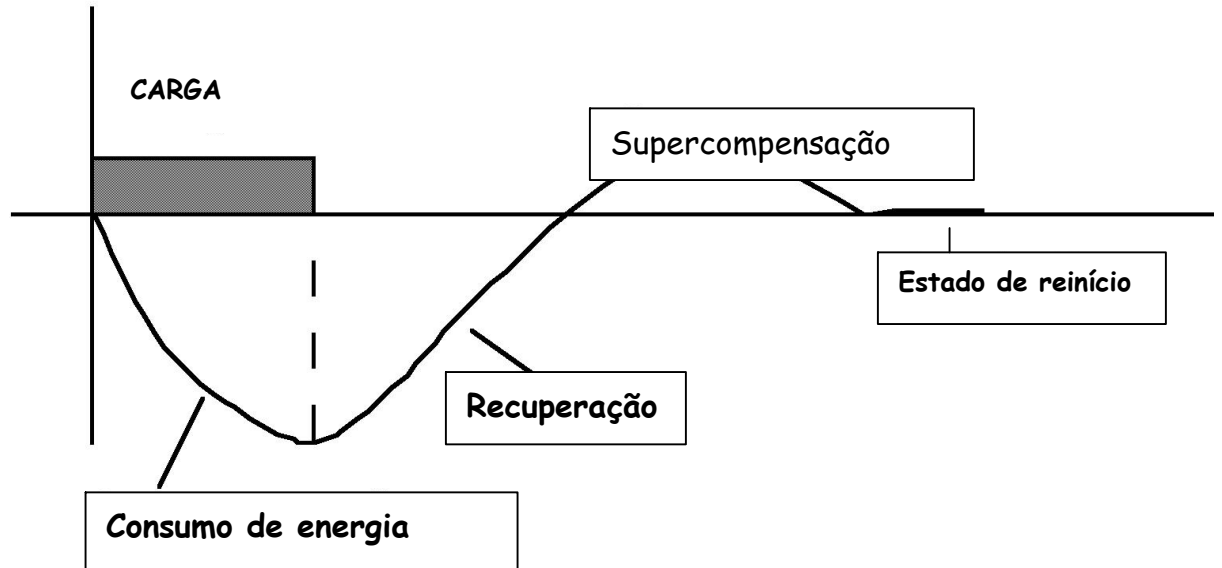 CARGA
Supercompensação
Estado de reinício
Recuperação
Consumo de energia